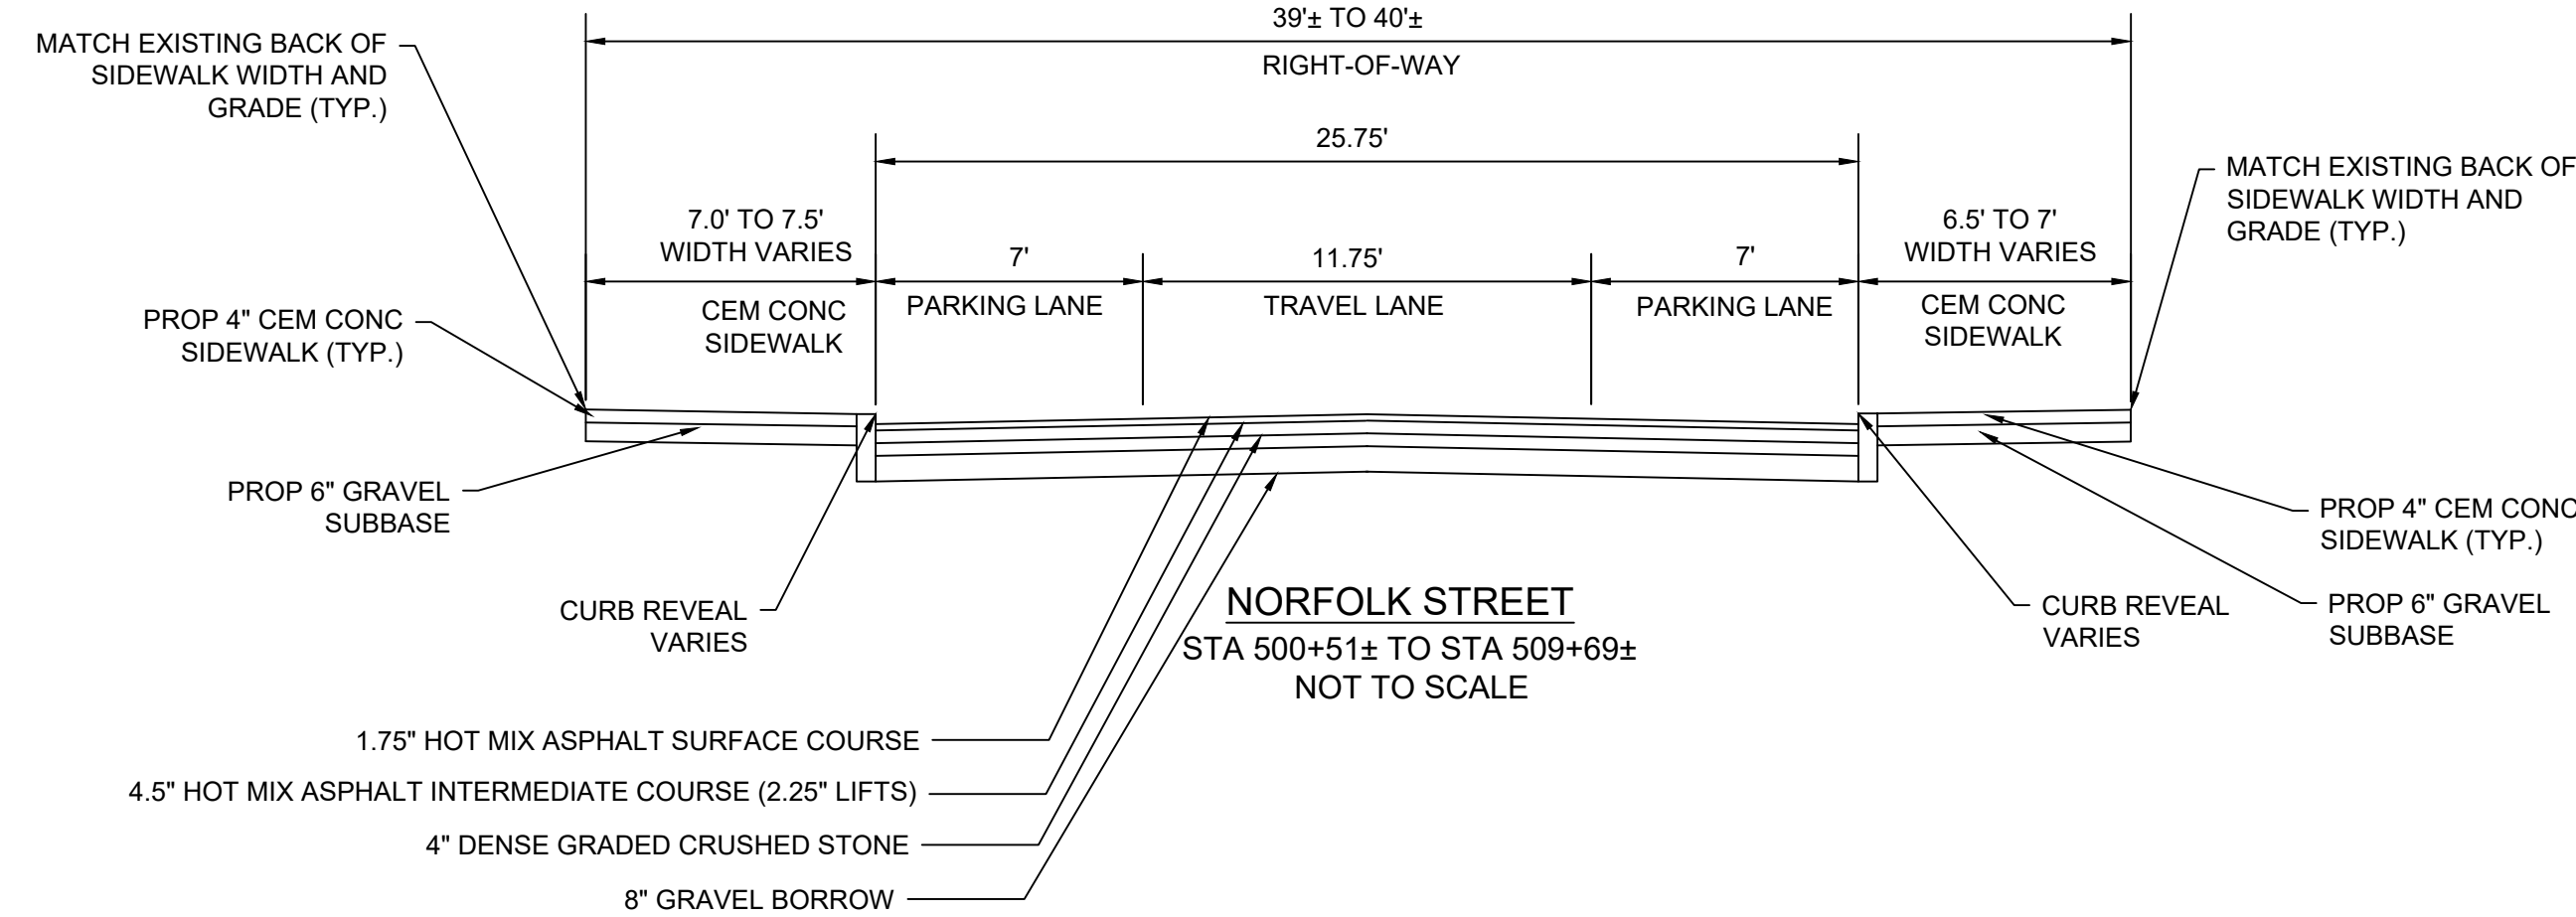 39'± TO 40'±
RIGHT-OF-WAY
MATCH EXISTING BACK OF
SIDEWALK WIDTH AND
GRADE (TYP.)
25.75'
MATCH EXISTING BACK OF
SIDEWALK WIDTH AND
GRADE (TYP.)
7.0' TO 7.5'
WIDTH VARIES
CEM CONC
SIDEWALK
7'
PARKING LANE
11.75'
TRAVEL LANE
7'
PARKING LANE
6.5' TO 7'
WIDTH VARIES
CEM CONC
SIDEWALK
PROP 4" CEM CONC
SIDEWALK (TYP.)
PROP 6" GRAVEL
SUBBASE
CURB REVEAL
VARIES
PROP 4" CEM CONC
SIDEWALK (TYP.)
PROP 6" GRAVEL
SUBBASE
CURB REVEAL
VARIES
NORFOLK STREET
STA 500+51± TO STA 509+69±
NOT TO SCALE
1.75" HOT MIX ASPHALT SURFACE COURSE
4.5" HOT MIX ASPHALT INTERMEDIATE COURSE (2.25" LIFTS)
4" DENSE GRADED CRUSHED STONE
8" GRAVEL BORROW